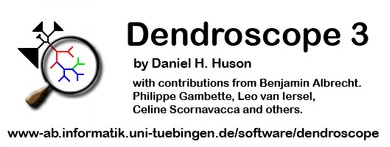 Dendroscope 3
by Daniel H. Huson
with contributions from Benjamin Albrecht.
Philippe Gambette, Leo van Iersel,
Celine Scornavacca and others.
www-ab.informatik.uni-tuebingen.de/software/dendroscope